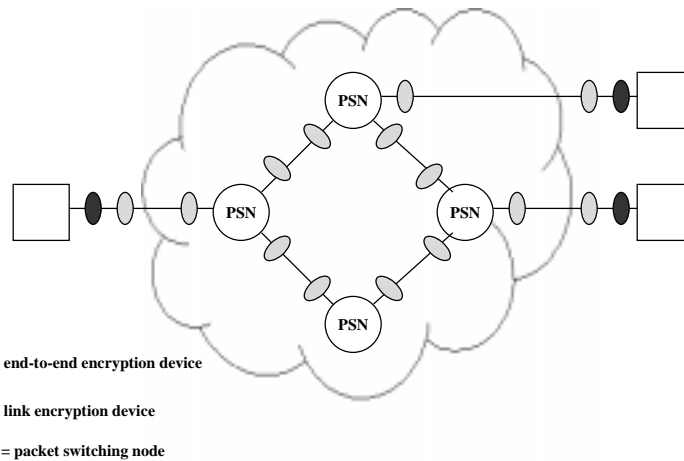 PSN
PSN
PSN
PSN
end-to-end encryption device
link encryption device
= packet switching node